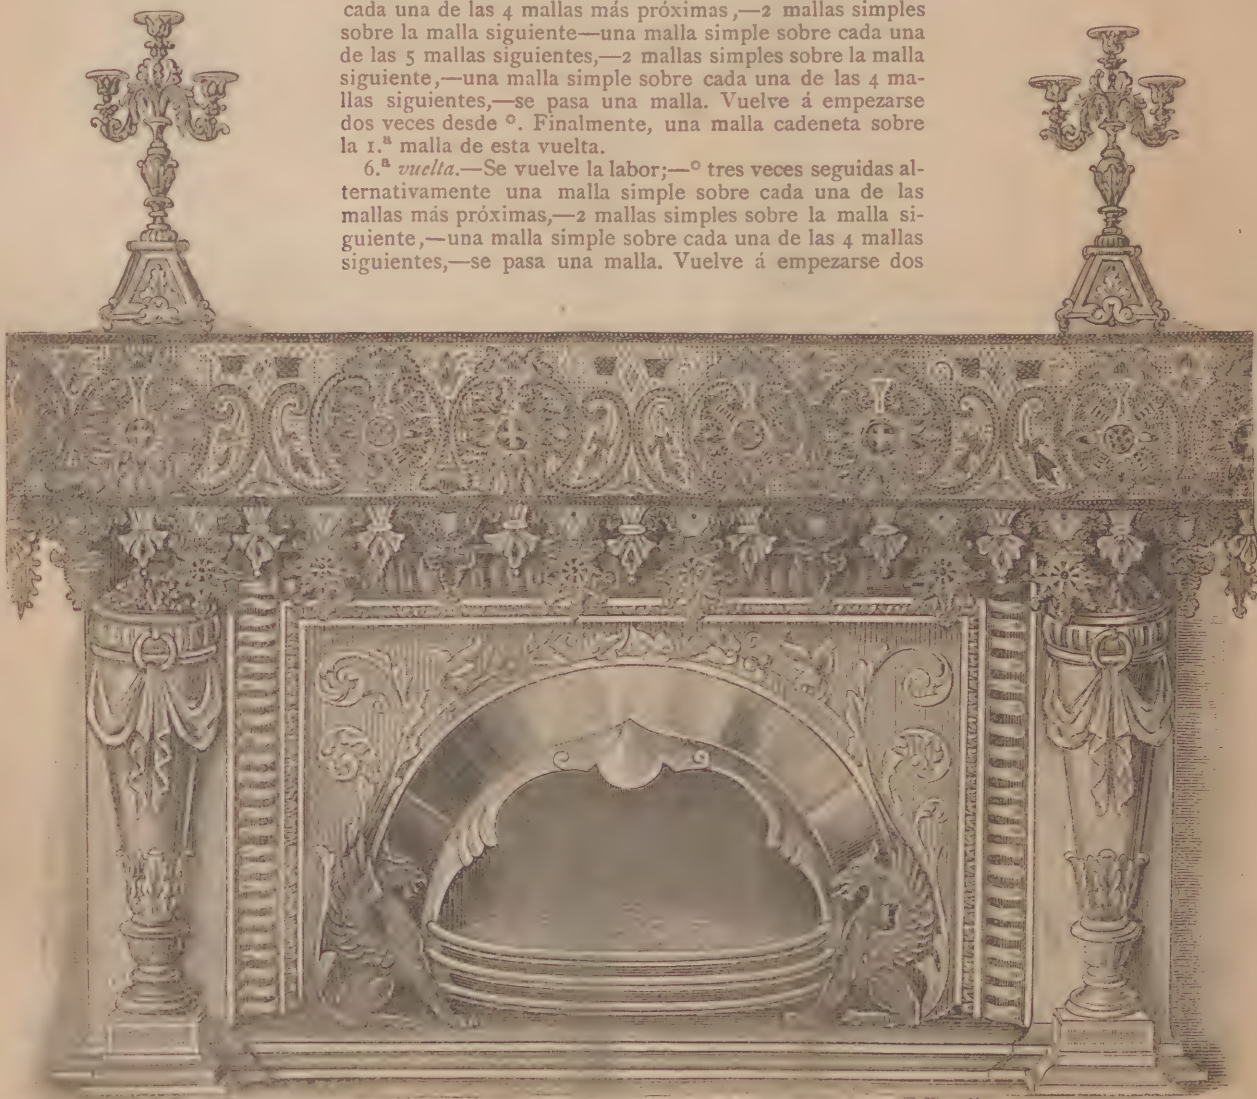 cada una de las 4 mallas más próximas,—2 mallas simples
sobre la malla siguiente—una malla simple sobre cada una
de las 5 mallas siguientes,—2 mallas simples sobre la malla
siguiente,—una malla simple sobre cada una de las 4 ma-
llas siguientes,—se pasa una malla. Vuelve á empezarse
dos veces desde °. Finalmente, una malla cadeneta sobre
la 1.ª malla de esta vuelta.
6.ª vuelta.—Se vuelve la labor;—° tres veces seguidas al-
ternativamente una malla simple sobre cada una de las
mallas más próximas,—2 mallas simples sobre la malla si-
guiente,—una malla simple sobre cada una de las 4 mallas
siguientes,—se pasa una malla. Vuelve á empezarse dos